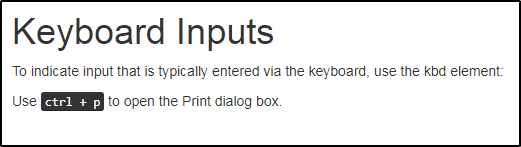 Keyboard Inputs
To indicate input that is typically entered via the keyboard, use the kbd element:
Use ctrl + p to open the Print dialog box.